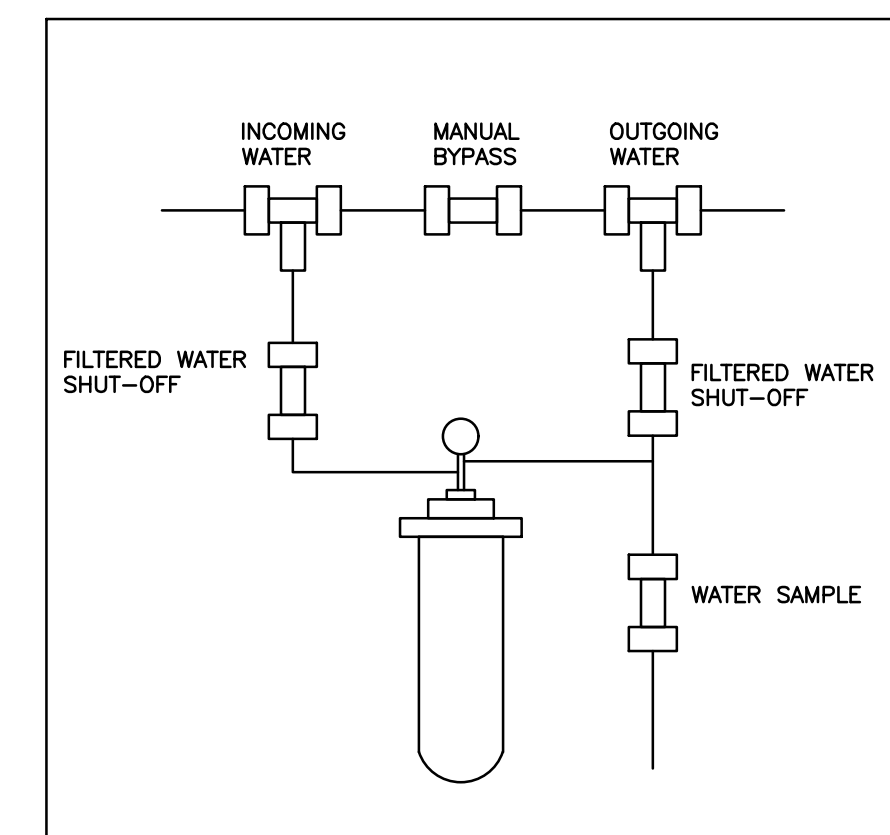 INCOMING
WATER
MANUAL
BYPASS
OUTGOING
WATER
FILTERED WATER
SHUT-OFF
FILTERED WATER
SHUT-OFF
WATER SAMPLE